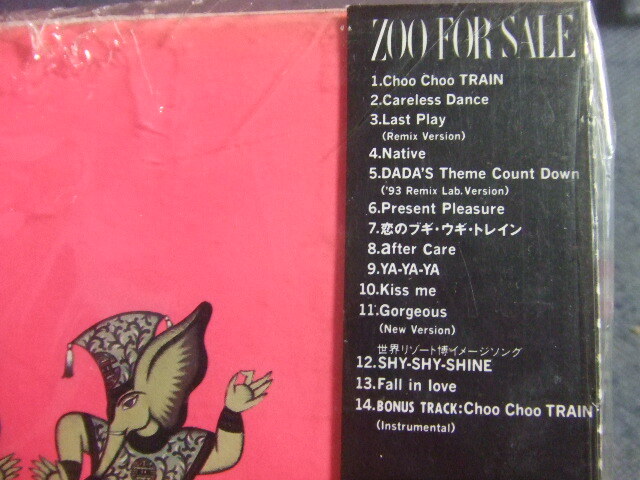 ZOO FOR SALE
1.Choo Choo TRAIN
2.Careless Dance
3.Last Play
(Remix Version)
4.Native
5.DADA'S Theme Count Down
('93 Remix Lab. Version)
6.Present Pleasure
7.恋のブギ・ウギ・トレイン
8.after Care
9.YA-YA-YA
10.Kiss me
11.Gorgeous
(New Version)
世界リゾート博イメージソング
12.SHY-SHY-SHINE
13.Fall in love
14.BONUS TRACK:Choo Choo TRAIN
(Instrumental)